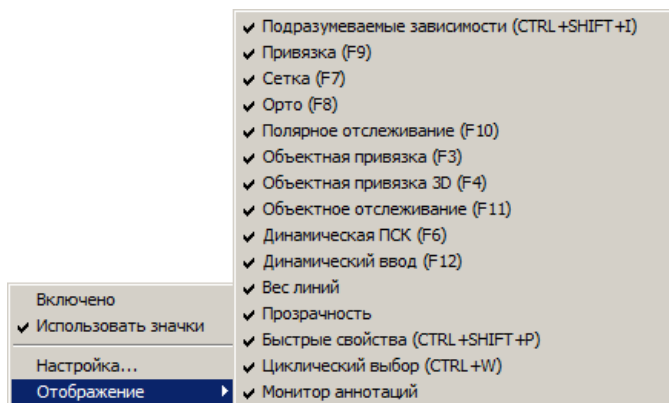 Подразумеваемые зависимости (CTRL+SHIFT+I)
Привязка (F9)
Сетка (F7)
Орто (F8)
Полярное отслеживание (F10)
Объектная привязка (F3)
Объектная привязка 3D (F4)
Объектное отслеживание (F11)
Динамическая ПСК (F6)
Динамический ввод (F12)
Вес линий
Прозрачность
Быстрые свойства (CTRL+SHIFT+P)
Циклический выбор (CTRL+W)
Монитор аннотаций
Включено
Использовать значки
Настройка...
Отображение